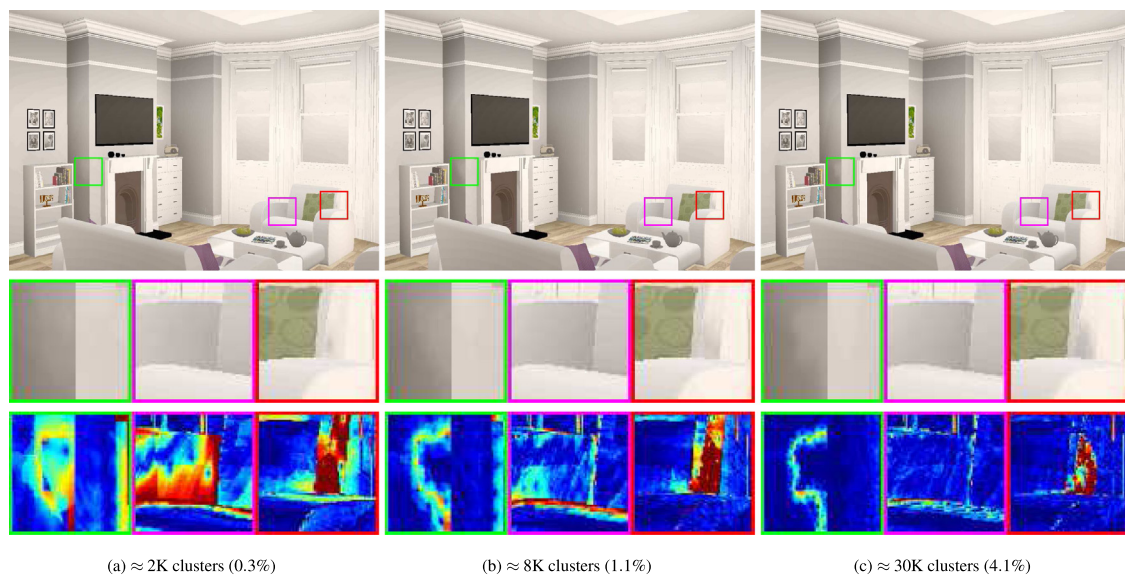 (a) ≈ 2K clusters (0.3%)
(b) ≈ 8K clusters (1.1%)
(c) ≈ 30K clusters (4.1%)